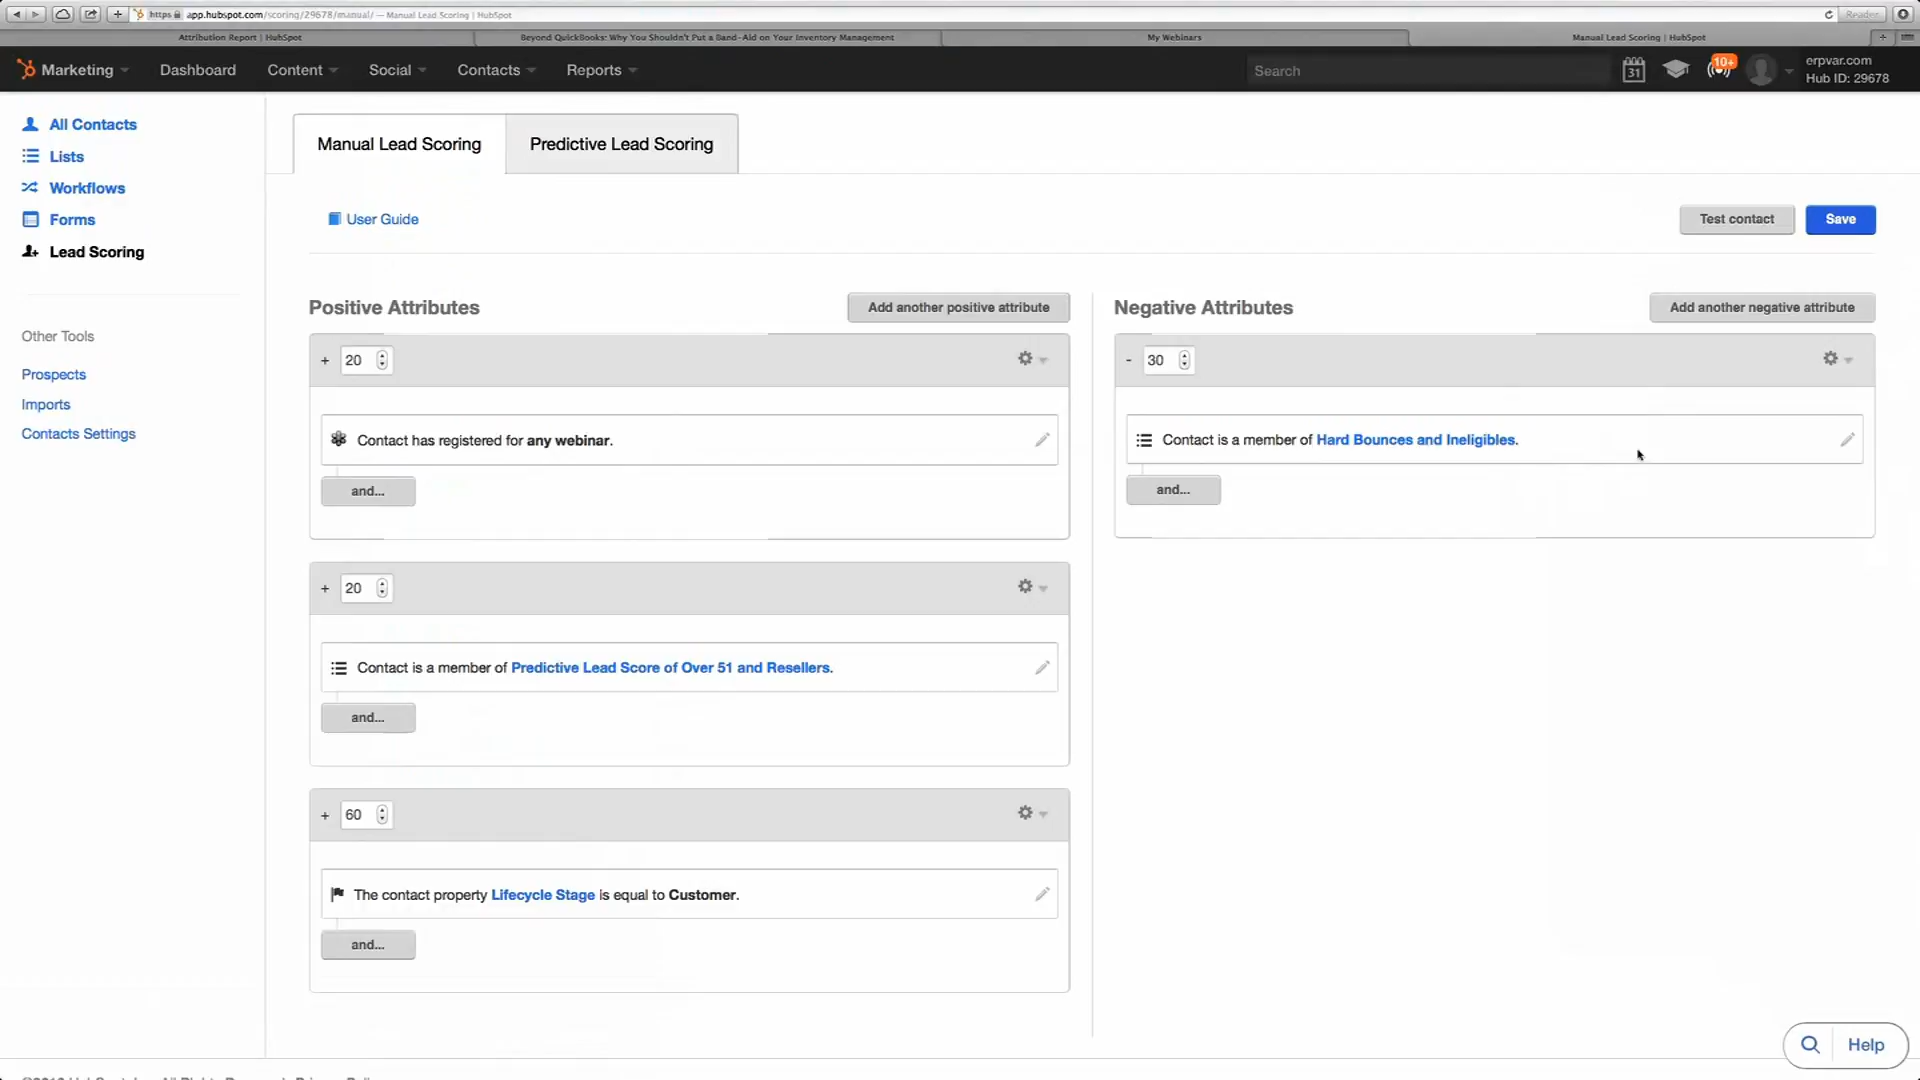 https app.hubspot.com/scoring/29678/manual/ — Manual Lead Scoring | HubSpot
Reader
Attribution Report | HubSpot
Beyond QuickBooks: Why You Shouldn't Put a Band-Aid on Your Inventory Management
My Webinars
Manual Lead Scoring | HubSpot
Marketing
Dashboard
Content
Social
Contacts
Reports
Search
31
10+
erpvar.com
Hub ID: 29678
All Contacts
Lists
Workflows
Forms
Lead Scoring
Other Tools
Prospects
Imports
Contacts Settings
Manual Lead Scoring
Predictive Lead Scoring
User Guide
Test contact
Save
Positive Attributes
Add another positive attribute
+ 20
Contact has registered for any webinar.
and...
+ 20
Contact is a member of Predictive Lead Score of Over 51 and Resellers.
and...
+ 60
The contact property Lifecycle Stage is equal to Customer.
and...
Negative Attributes
Add another negative attribute
- 30
Contact is a member of Hard Bounces and Ineligibles.
and...
Help